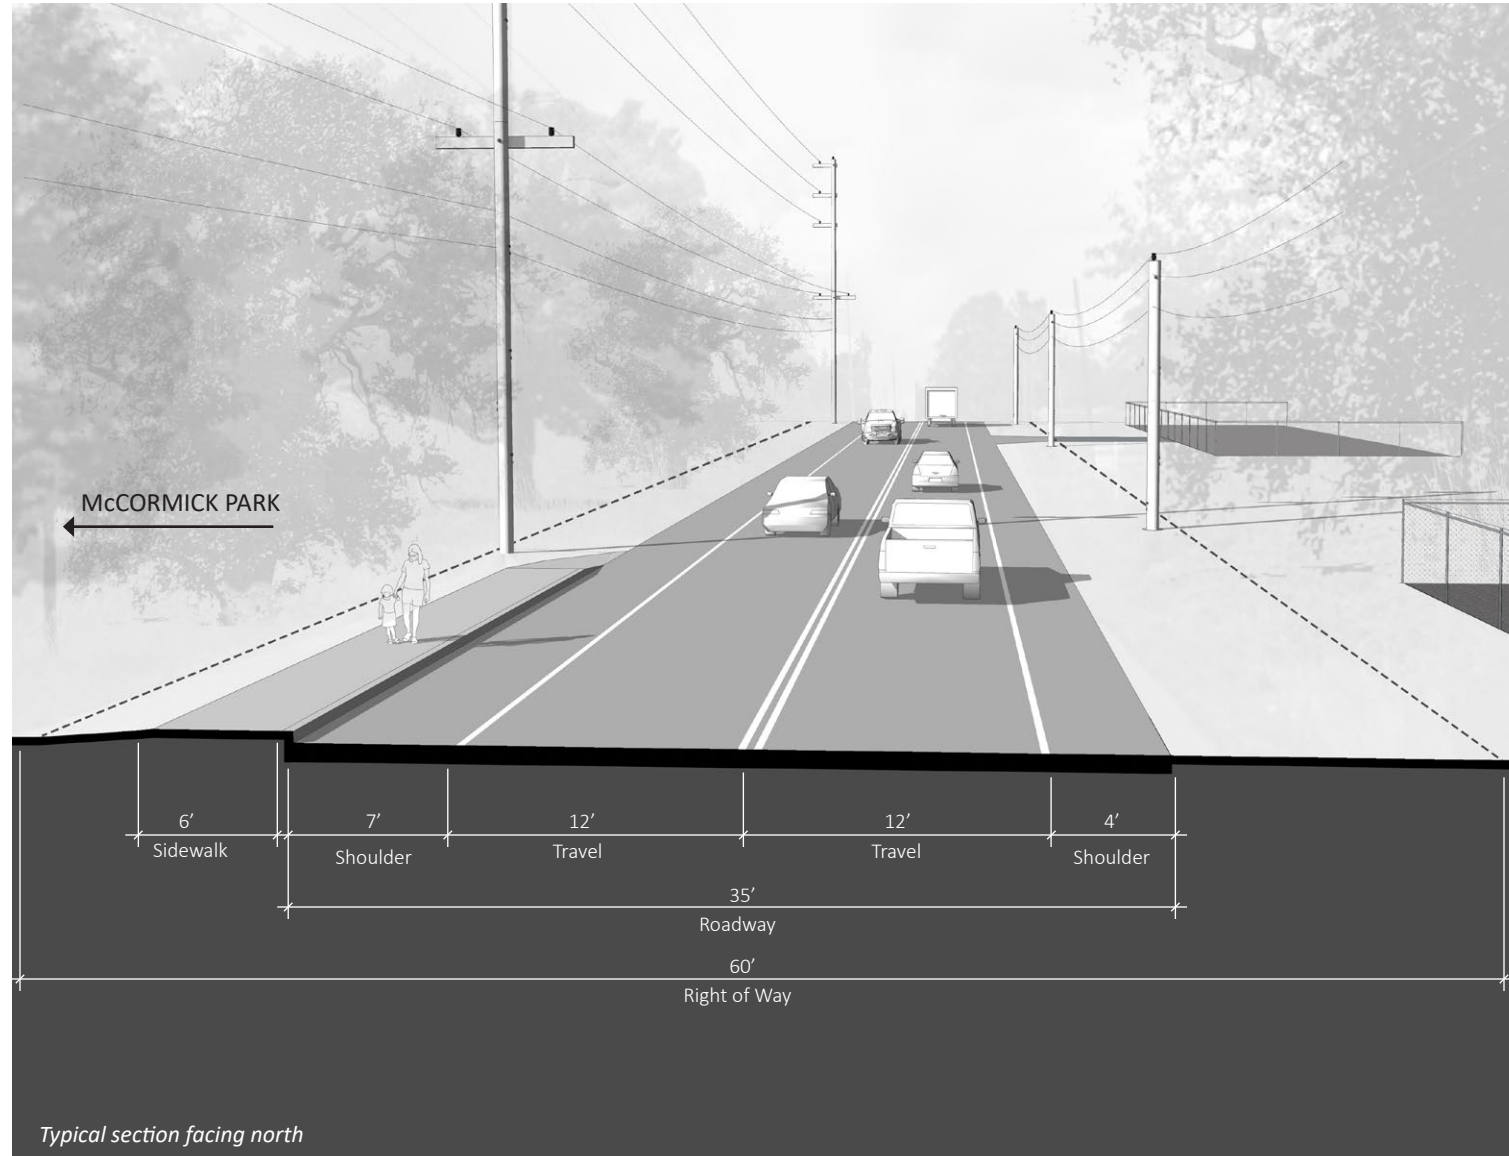 McCORMICK PARK
6’ 7’ 12’ 12’ 4’
Sidewalk Shoulder Travel Travel Shoulder
35’
Roadway
60’
Right of Way
Typical section facing north